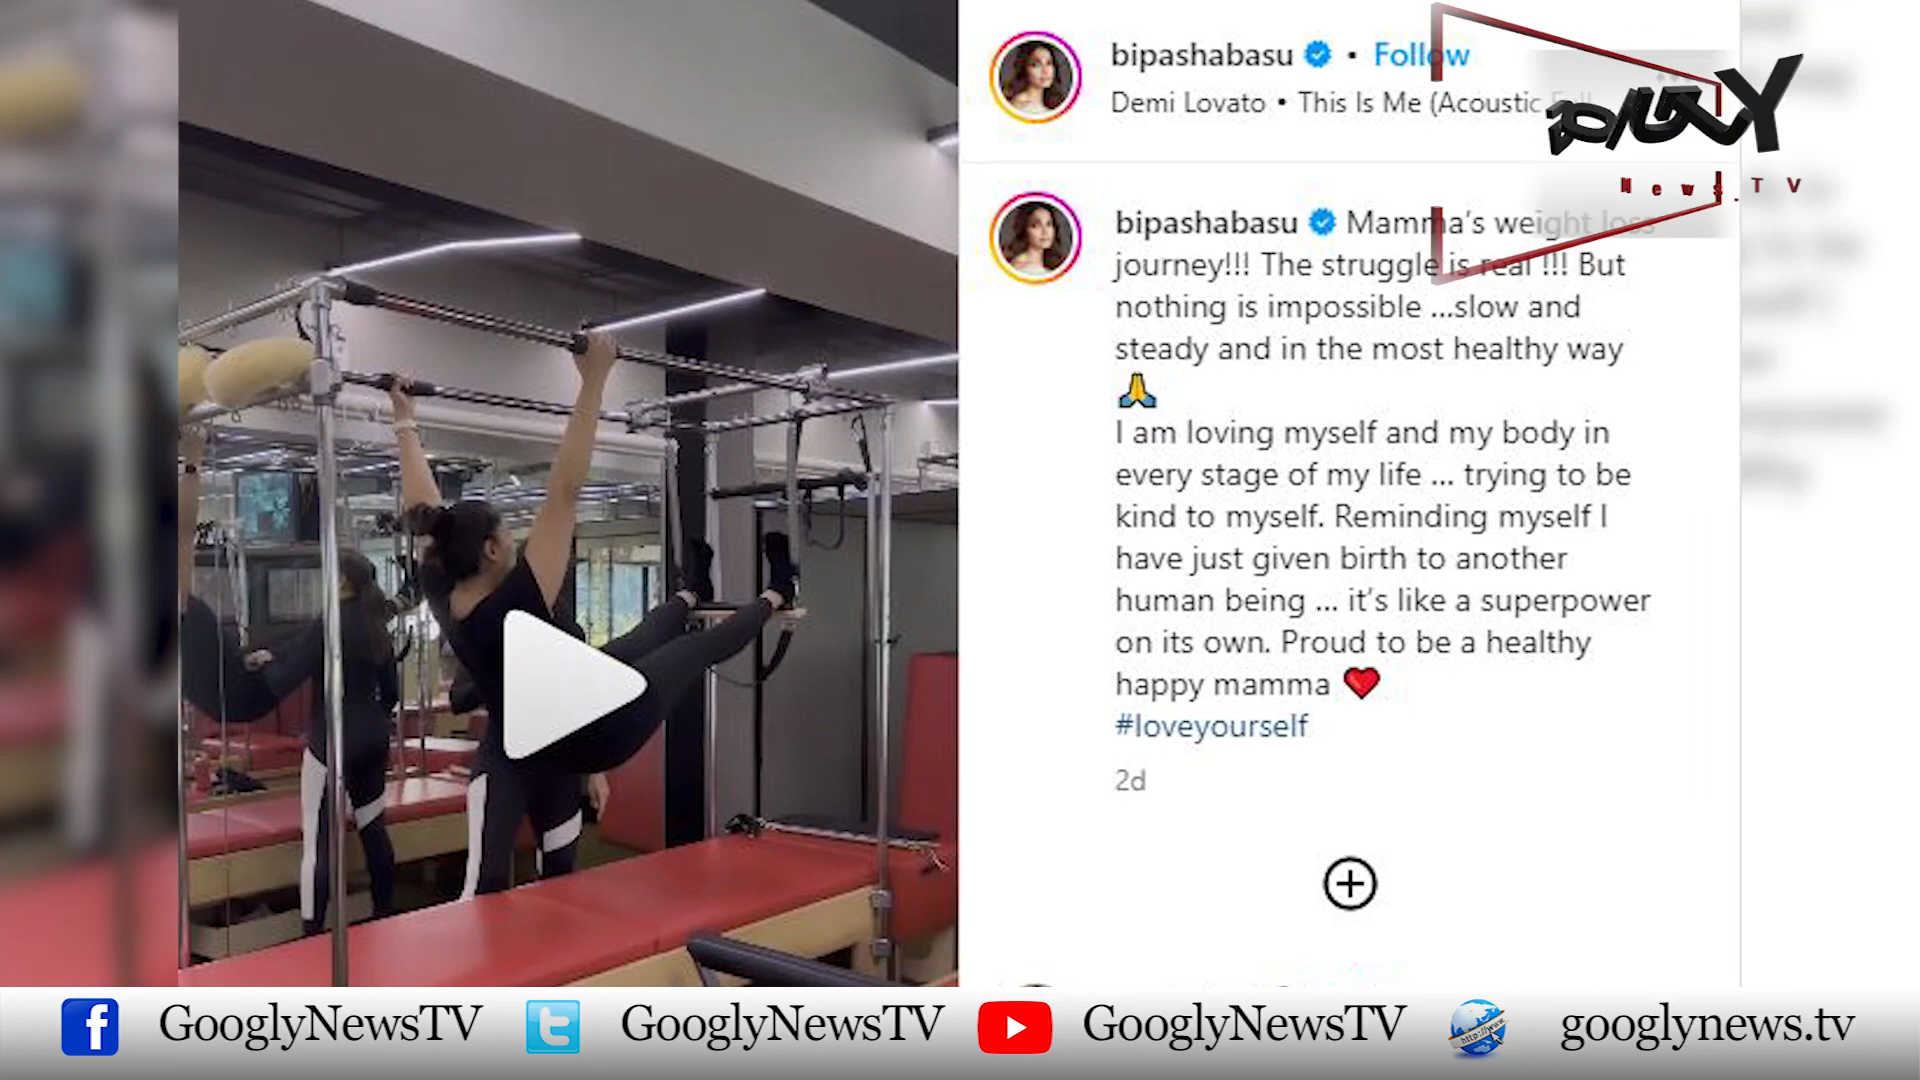 bipashabasu • Follow
Demi Lovato • This Is Me (Acoustic
News.TV
bipashabasu Mamma's weight loss
journey!!! The struggle is real !!! But
nothing is impossible ...slow and
steady and in the most healthy way
🙏
I am loving myself and my body in
every stage of my life ... trying to be
kind to myself. Reminding myself I
have just given birth to another
human being ... it's like a superpower
on its own. Proud to be a healthy
happy mamma ❤️
#loveyourself
2d
GooglyNewsTV GooglyNewsTV GooglyNewsTV googlynews.tv